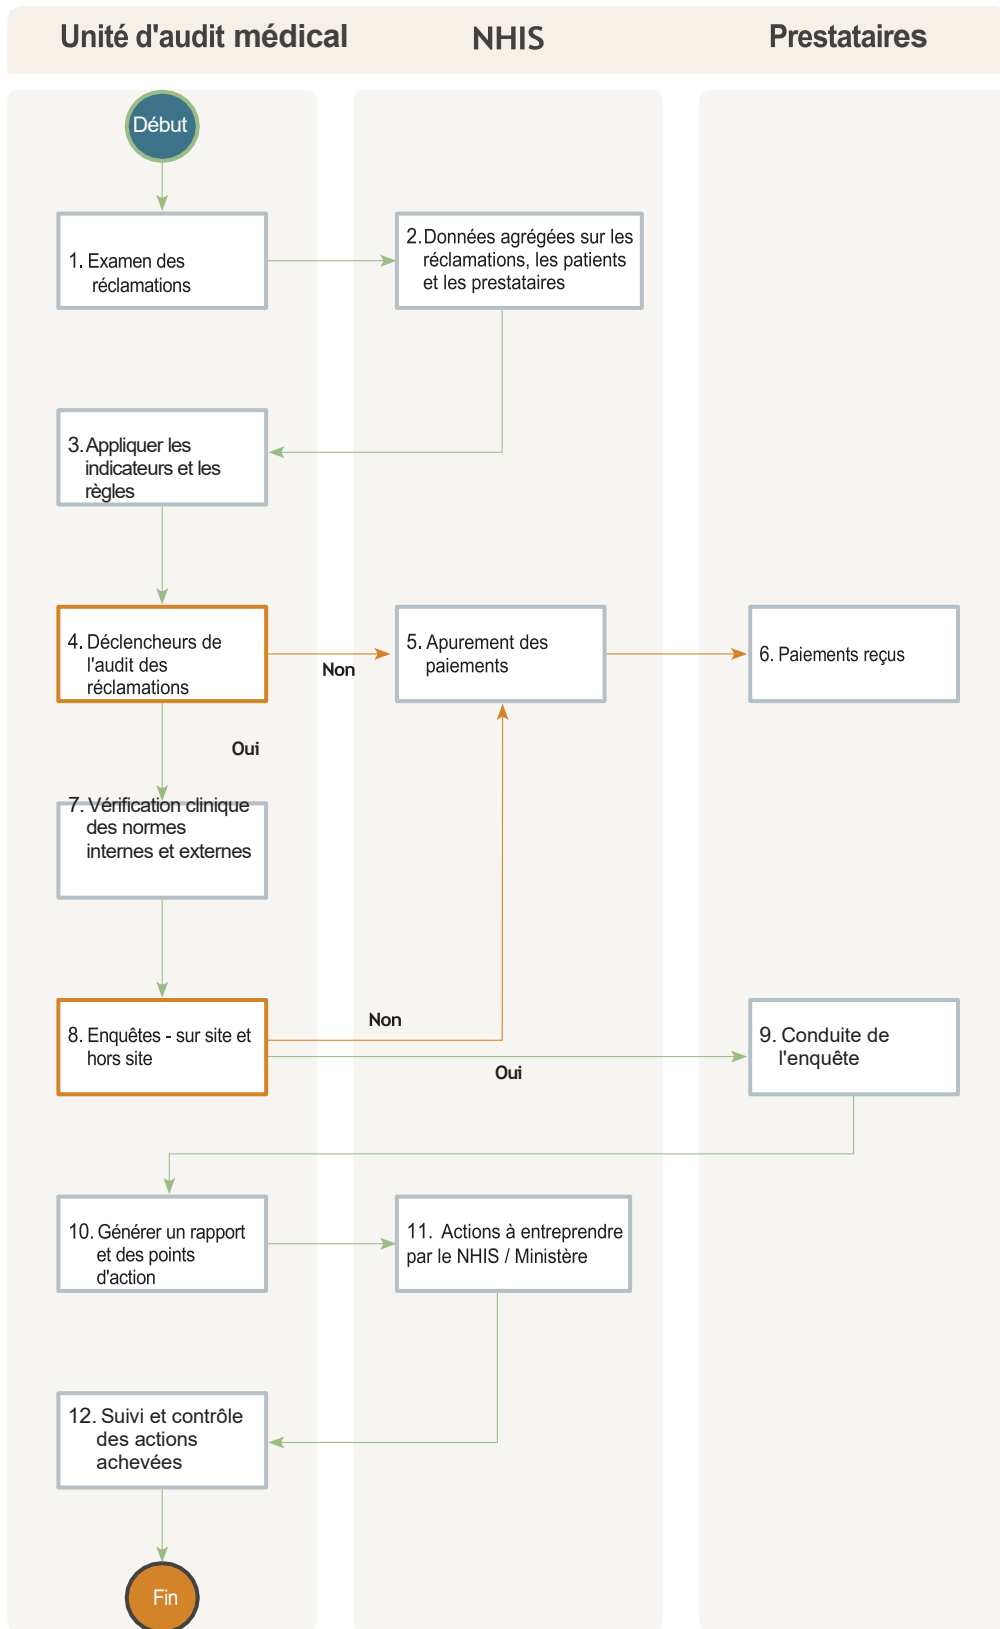 Unité d'audit médical
NHIS
Prestataires
Début
1. Examen des
réclamations
2. Données agrégées sur les
réclamations, les patients
et les prestataires
3. Appliquer les
indicateurs et les
règles
4. Déclencheurs de
l'audit des
réclamations
Non
5. Apurement des
paiements
6. Paiements reçus
Oui
7. Vérification clinique
des normes
internes et externes
8. Enquêtes - sur site et
hors site
Non
Oui
9. Conduite de
l'enquête
10. Générer un rapport
et des points
d'action
11. Actions à entreprendre
par le NHIS / Ministère
12. Suivi et contrôle
des actions
achevées
Fin